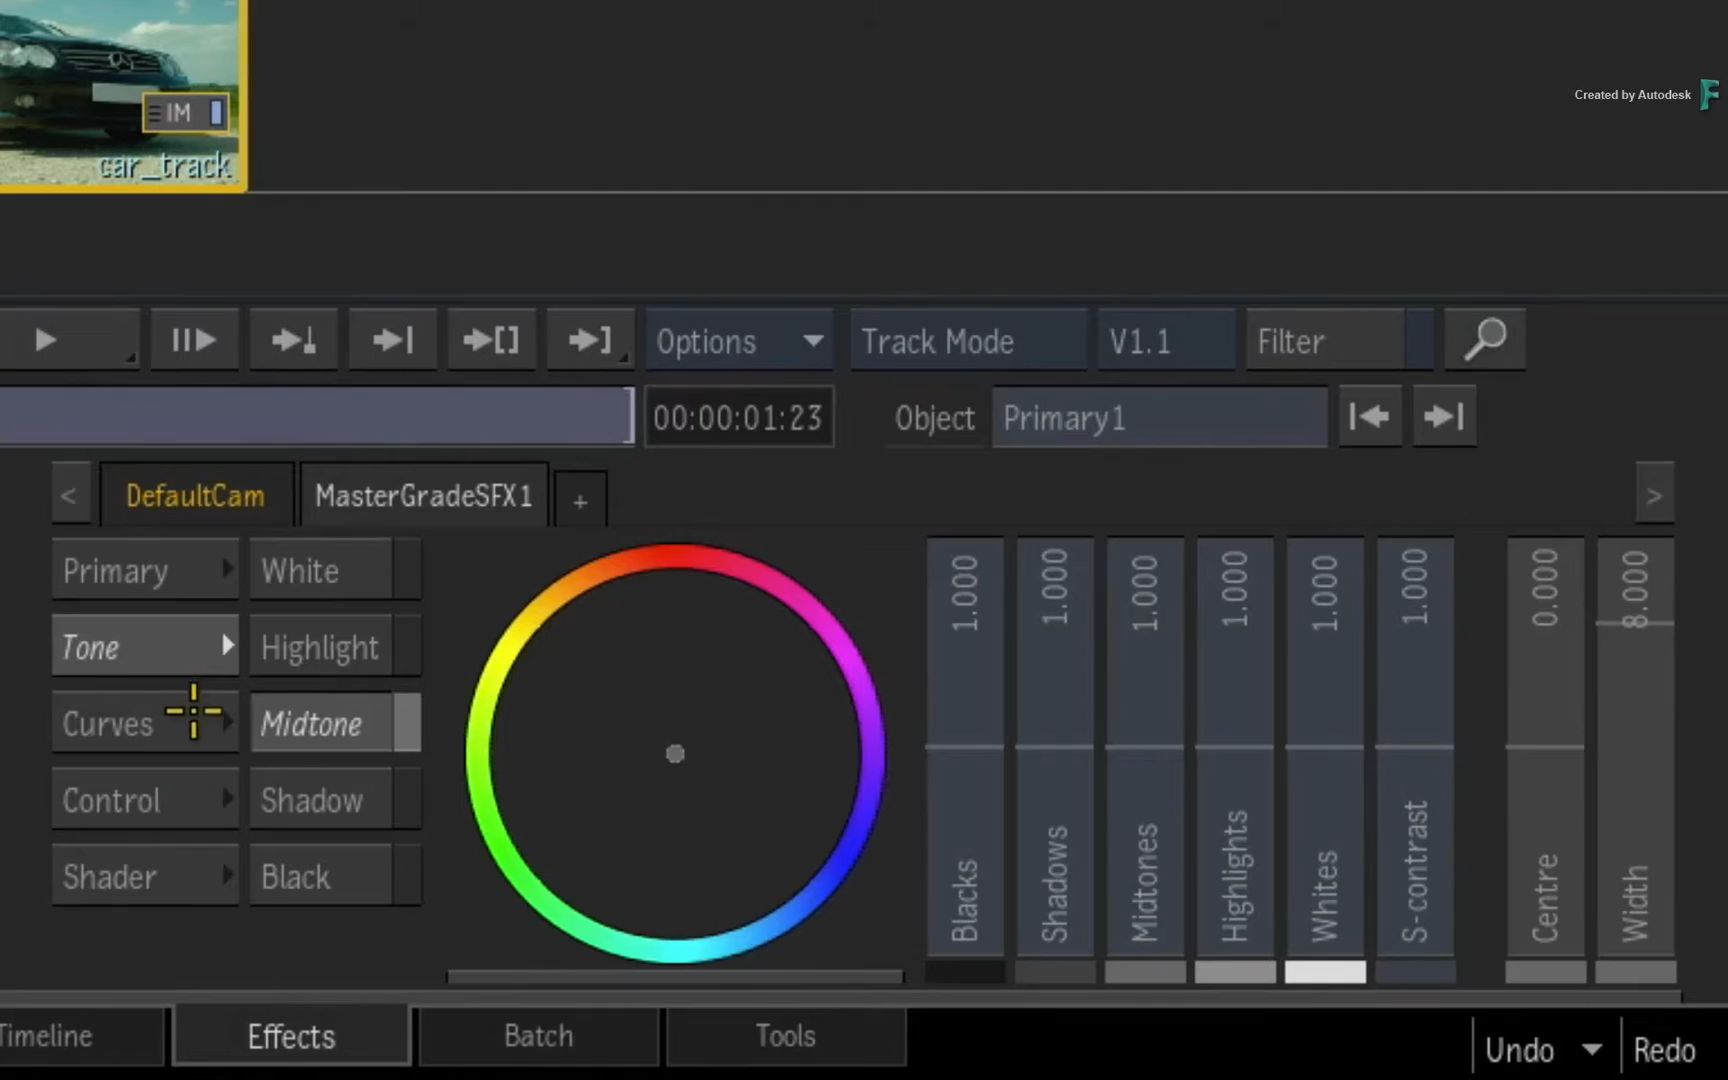 IM
car_track
Created by Autodesk
Options
Track Mode
V1.1
Filter
00:00:01:23
Object
Primary1
<
DefaultCam
MasterGradeSFX1
+
>
Primary
White
Tone
Highlight
Curves
Midtone
Control
Shadow
Shader
Black
1.000
1.000
1.000
1.000
1.000
1.000
0.000
8.000
Blacks
Shadows
Midtones
Highlights
Whites
S-contrast
Centre
Width
Timeline
Effects
Batch
Tools
Undo
Redo